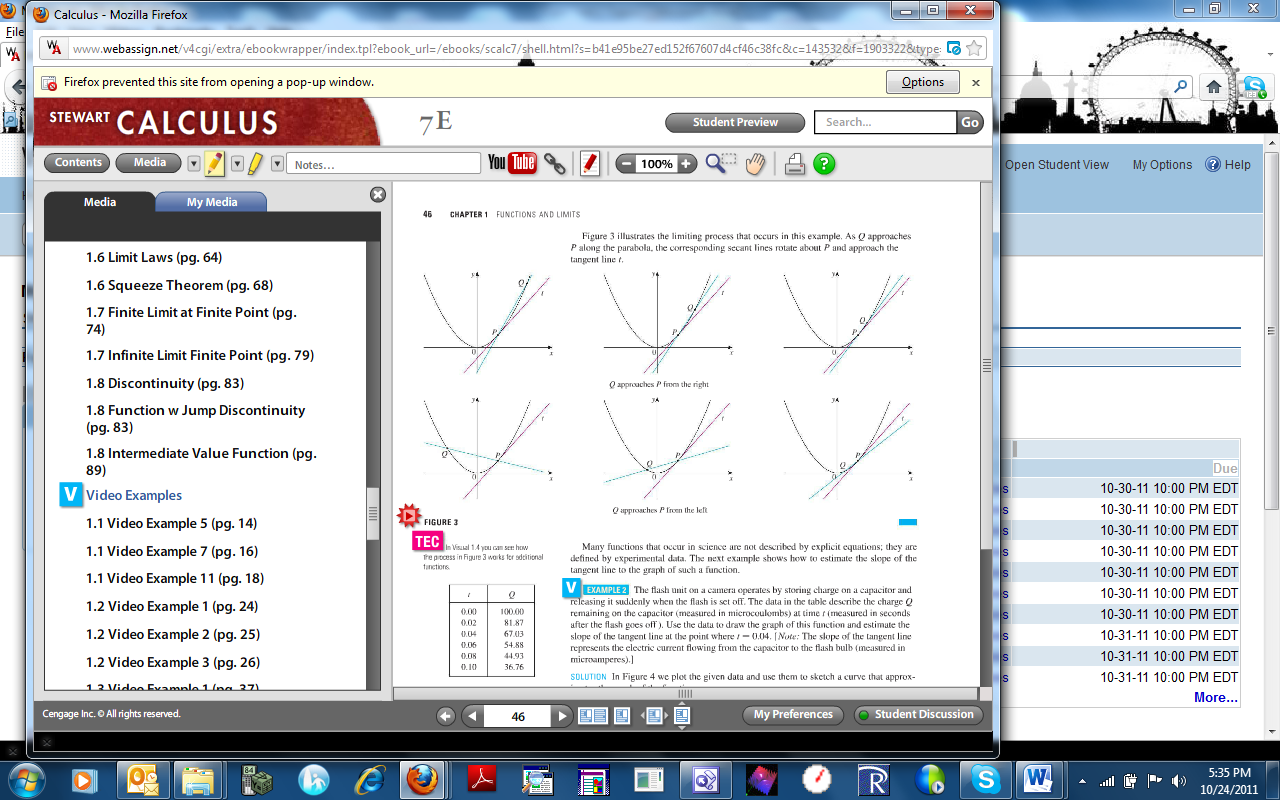 Calculus - Mozilla Firefox
www.webassign.net/v4cgi/extra/ebookwrapper/index.tpl?ebook_url=/ebooks/scalc7/shell.html?s=b41e95be27ed152f67607d4cf46c38fc&c=143532&f=1903322&type
Firefox prevented this site from opening a pop-up window.
Options
STEWART CALCULUS 7E
Student Preview
Search...
Go
Contents
Media
Notes...
YouTube
100%
Open Student View
My Options
Help
Media
My Media
1.6 Limit Laws (pg. 64)
1.6 Squeeze Theorem (pg. 68)
1.7 Finite Limit at Finite Point (pg.
74)
1.7 Infinite Limit Finite Point (pg. 79)
1.8 Discontinuity (pg. 83)
1.8 Function w Jump Discontinuity
(pg. 83)
1.8 Intermediate Value Function (pg.
89)
V Video Examples
1.1 Video Example 5 (pg. 14)
1.1 Video Example 7 (pg. 16)
1.1 Video Example 11 (pg. 18)
1.2 Video Example 1 (pg. 24)
1.2 Video Example 2 (pg. 25)
1.2 Video Example 3 (pg. 26)
1.3 Video Example 1 (pg. 37)
46 CHAPTER 1 FUNCTIONS AND LIMITS
Figure 3 illustrates the limiting process that occurs in this example. As Q approaches
P along the parabola, the corresponding secant lines rotate about P and approach the
tangent line t.
y Q t P 0 x
y Q t P 0 x
y Q t P 0 x
Q approaches P from the right
y t Q P 0 x
y t Q P 0 x
y t Q P 0 x
Q approaches P from the left
FIGURE 3
TEC In Visual 1.4 you can see how
the process in Figure 3 works for additional
functions.
t Q
0.00 100.00
0.02 81.87
0.04 67.03
0.06 54.88
0.08 44.93
0.10 36.76
Many functions that occur in science are not described by explicit equations; they are
defined by experimental data. The next example shows how to estimate the slope of the
tangent line to the graph of such a function.
V EXAMPLE 2 The flash unit on a camera operates by storing charge on a capacitor and
releasing it suddenly when the flash is set off. The data in the table describe the charge Q
remaining on the capacitor (measured in microcoulombs) at time t (measured in seconds
after the flash goes off). Use the data to draw the graph of this function and estimate the
slope of the tangent line at the point where t = 0.04. [Note: The slope of the tangent line
represents the electric current flowing from the capacitor to the flash bulb (measured in
microamperes).]
SOLUTION In Figure 4 we plot the given data and use them to sketch a curve that approx-
Due
s 10-30-11 10:00 PM EDT
10-30-11 10:00 PM EDT
10-30-11 10:00 PM EDT
s 10-30-11 10:00 PM EDT
s 10-30-11 10:00 PM EDT
s 10-30-11 10:00 PM EDT
s 10-30-11 10:00 PM EDT
s 10-31-11 10:00 PM EDT
s 10-31-11 10:00 PM EDT
s 10-31-11 10:00 PM EDT
More...
Cengage Inc. © All rights reserved.
46
My Preferences
Student Discussion
5:35 PM
10/24/2011